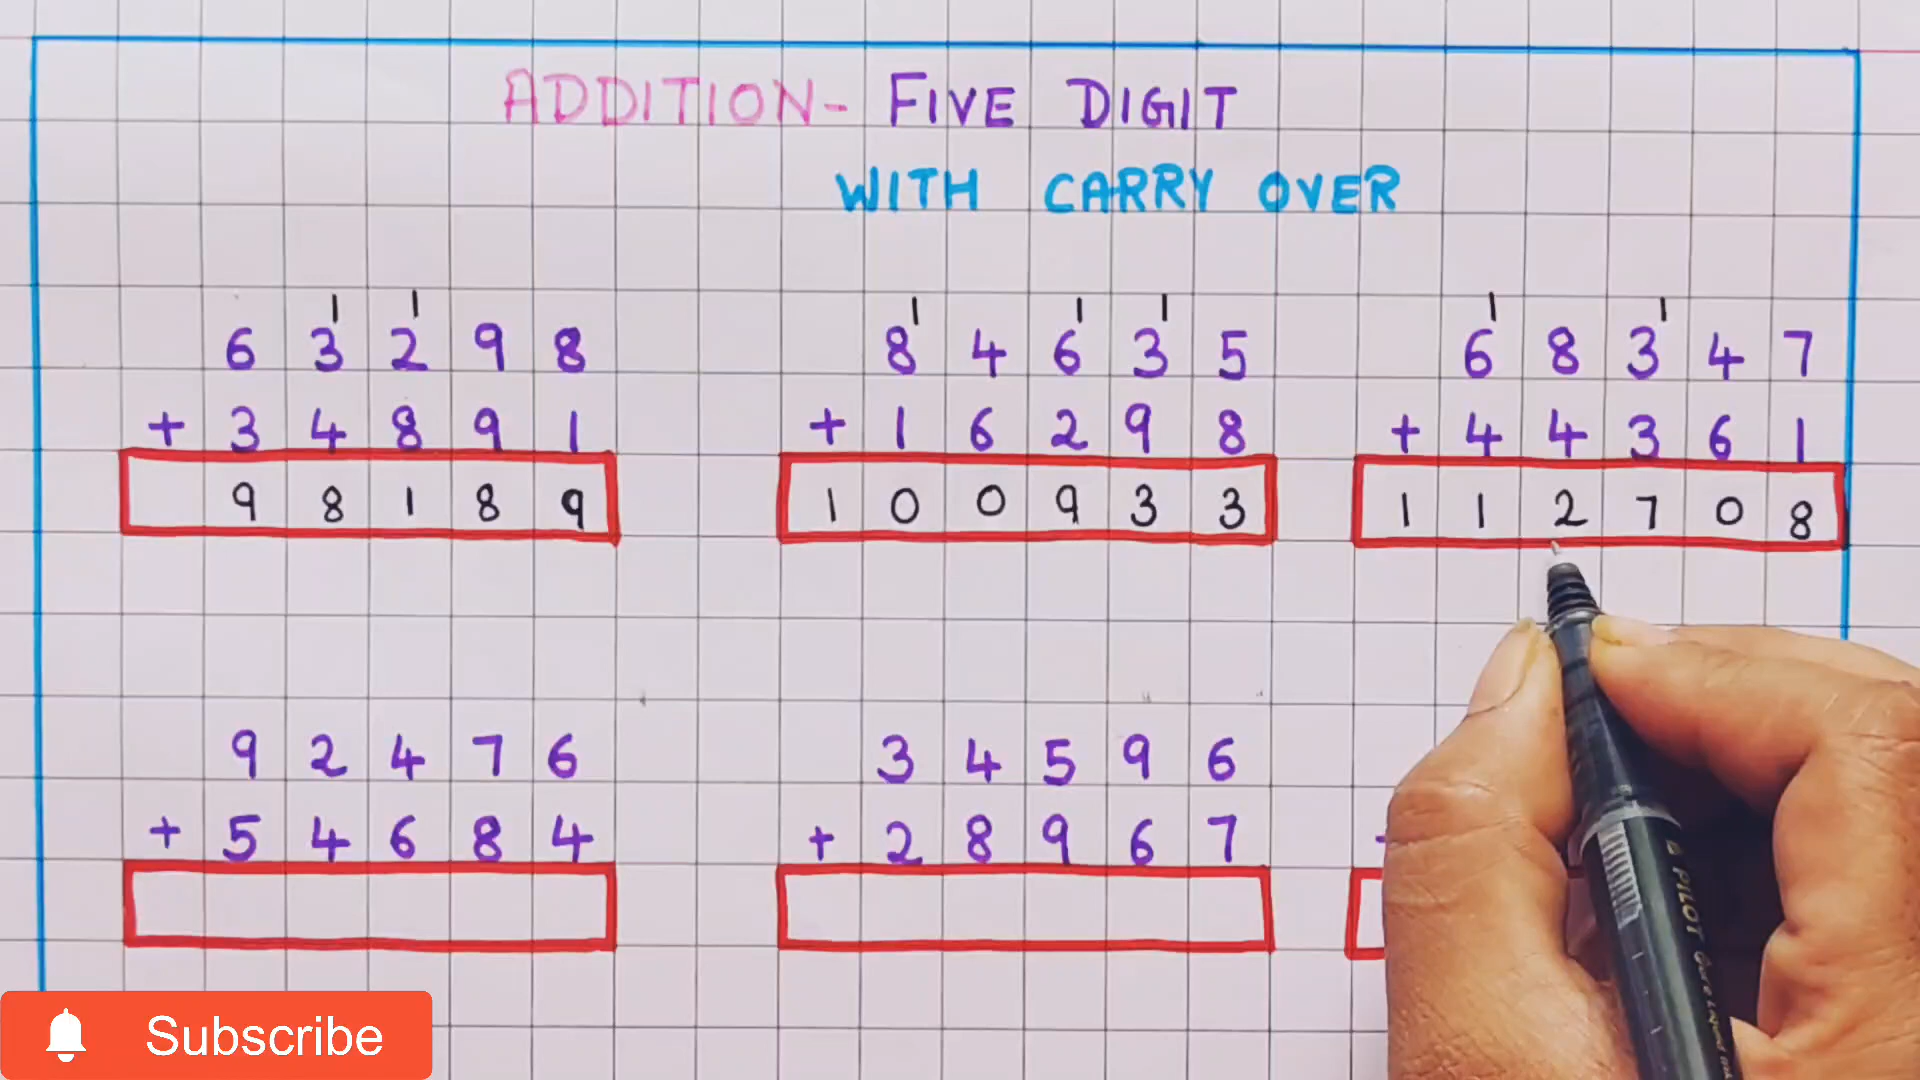 ADDITION- FIVE DIGIT
WITH CARRY OVER
1 1
6 3 2 9 8
+ 3 4 8 9 1
9 8 1 8 9
1 1 1
8 4 6 3 5
+ 1 6 2 9 8
1 0 0 9 3 3
1 1
6 8 3 4 7
+ 4 4 3 6 1
1 1 2 7 0 8
9 2 4 7 6
+ 5 4 6 8 4
3 4 5 9 6
+ 2 8 9 6 7
PILOT
Subscribe